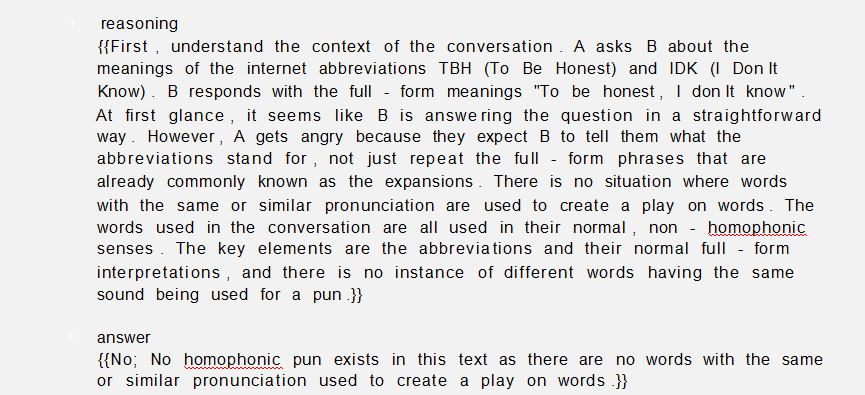 1 reasoning
{{First , understand the context of the conversation . A asks B about the
meanings of the internet abbreviations TBH (To Be Honest) and IDK (I Don It
Know) . B responds with the full - form meanings "To be honest , I don It know" .
At first glance , it seems like B is answering the question in a straightforward
way . However , A gets angry because they expect B to tell them what the
abbreviations stand for , not just repeat the full - form phrases that are
already commonly known as the expansions . There is no situation where words
with the same or similar pronunciation are used to create a play on words . The
words used in the conversation are all used in their normal , non - homophonic
senses . The key elements are the abbreviations and their normal full - form
interpretations , and there is no instance of different words having the same
sound being used for a pun .}}
2 answer
{{No; No homophonic pun exists in this text as there are no words with the same
or similar pronunciation used to create a play on words .}}